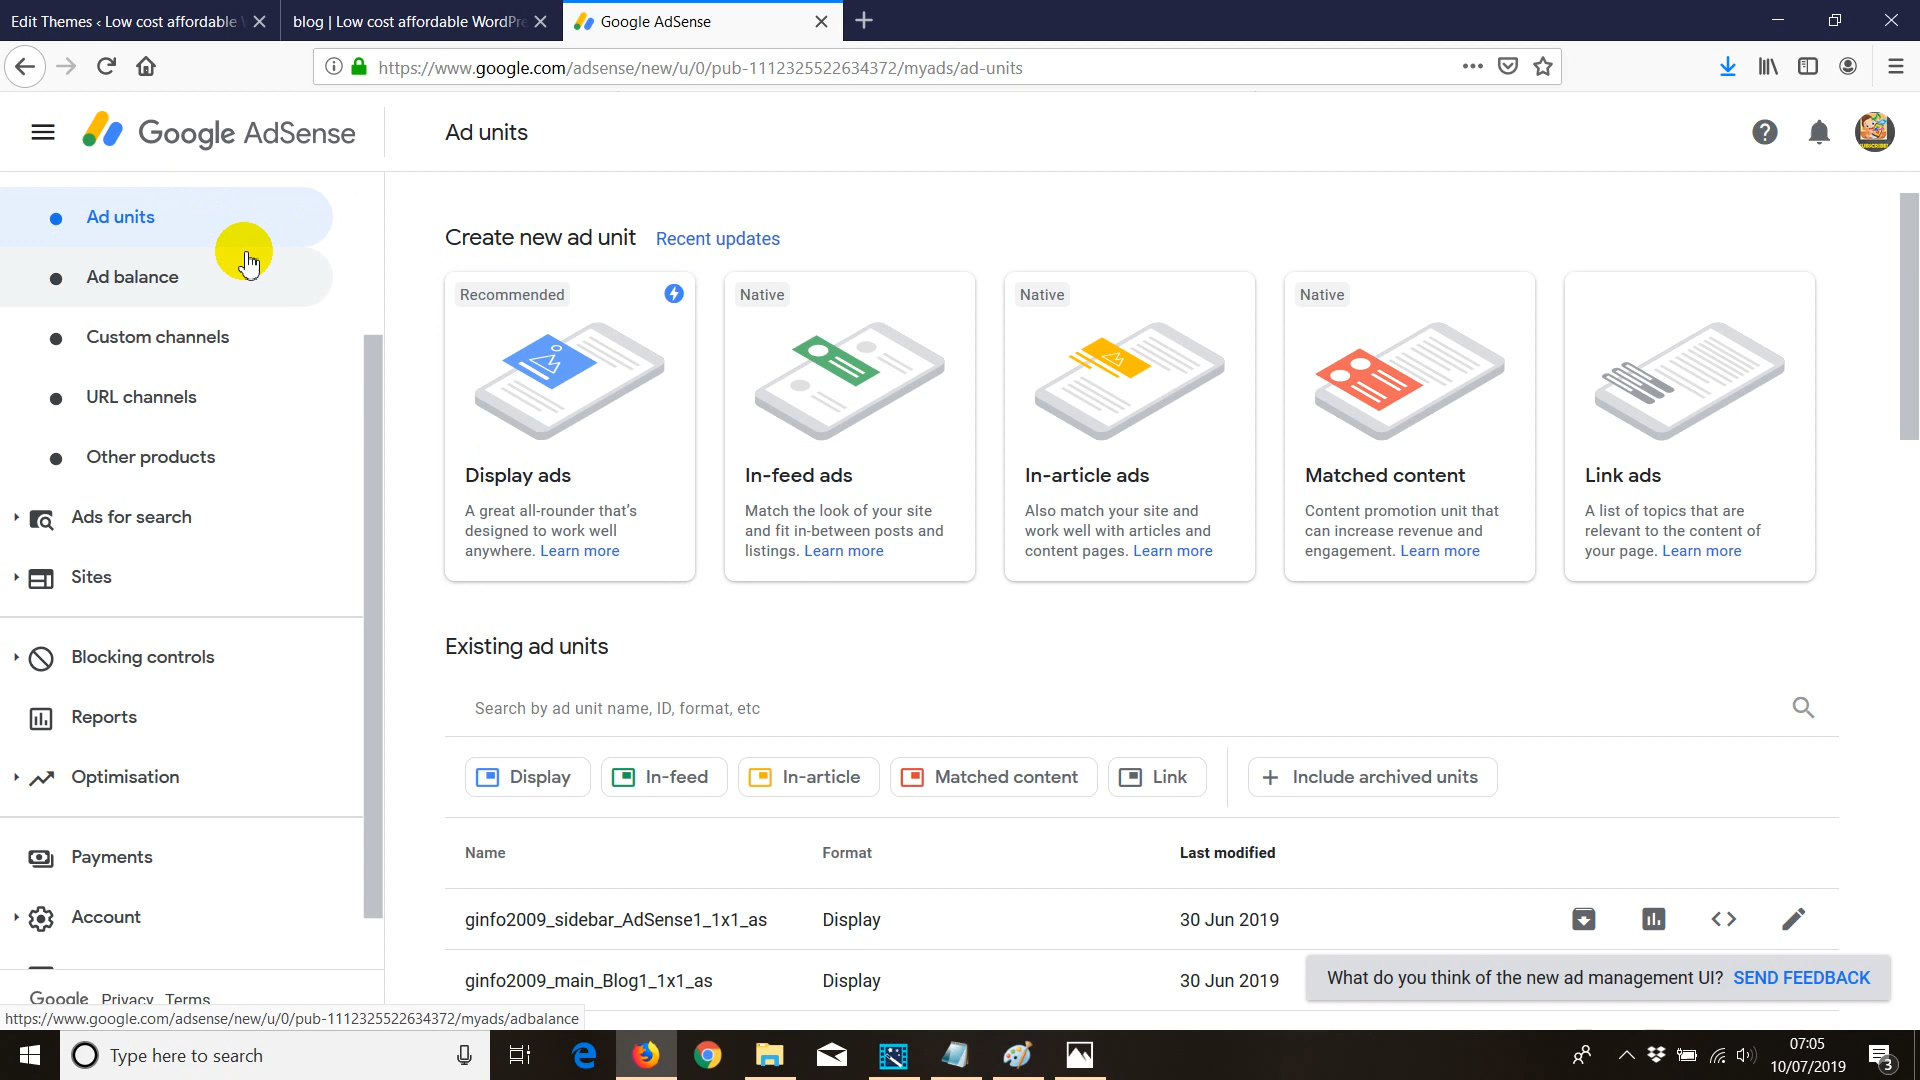 Edit Themes ‹ Low cost affordable
blog | Low cost affordable WordPre
Google AdSense
https://www.google.com/adsense/new/u/0/pub-1112325522634372/myads/ad-units
Google AdSense
Ad units
Ad units
Ad balance
Custom channels
URL channels
Other products
Ads for search
Sites
Blocking controls
Reports
Optimisation
Payments
Account
Google Privacy Terms
https://www.google.com/adsense/new/u/0/pub-1112325522634372/myads/adbalance
Create new ad unit Recent updates
Recommended
Display ads
A great all-rounder that's
designed to work well
anywhere. Learn more
Native
In-feed ads
Match the look of your site
and fit in-between posts and
listings. Learn more
Native
In-article ads
Also match your site and
work well with articles and
content pages. Learn more
Native
Matched content
Content promotion unit that
can increase revenue and
engagement. Learn more
Link ads
A list of topics that are
relevant to the content of
your page. Learn more
Existing ad units
Search by ad unit name, ID, format, etc
Display In-feed In-article Matched content Link + Include archived units
Name Format Last modified
ginfo2009_sidebar_AdSense1_1x1_as Display 30 Jun 2019
ginfo2009_main_Blog1_1x1_as Display 30 Jun 2019
What do you think of the new ad management UI? SEND FEEDBACK
Type here to search
07:05
10/07/2019
3